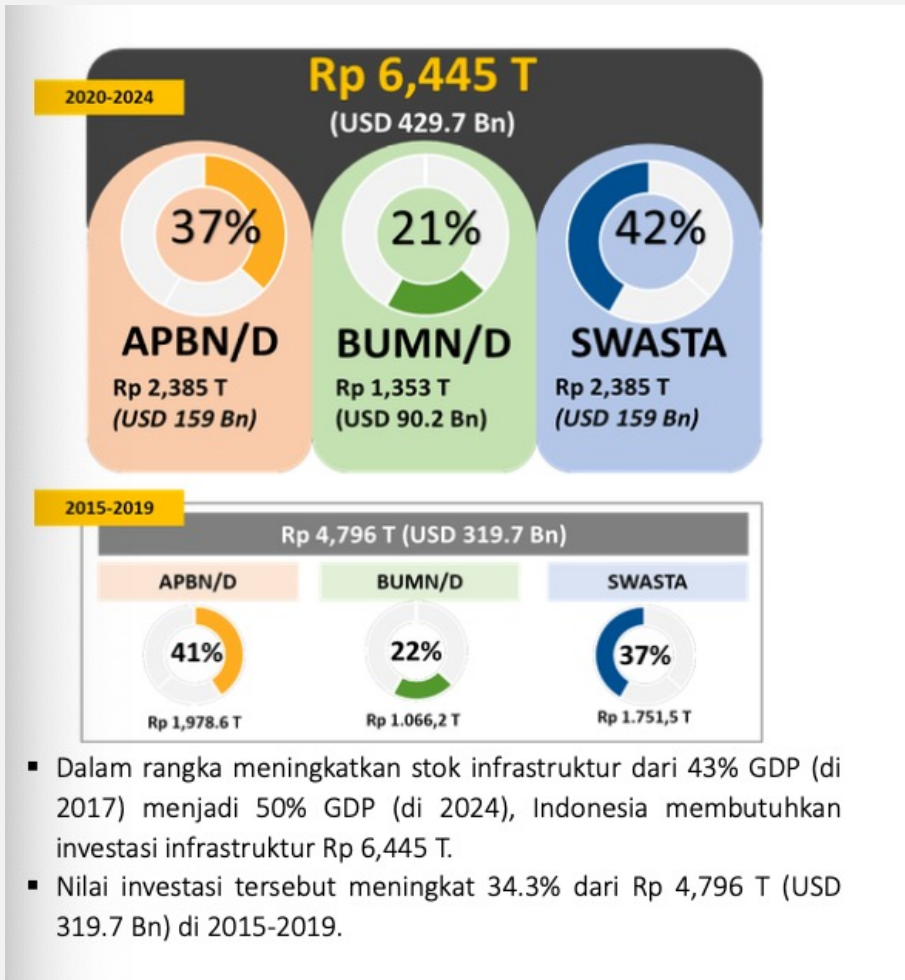 2020-2024
Rp 6,445 T
(USD 429.7 Bn)
37%
APBN/D
Rp 2,385 T
(USD 159 Bn)
21%
BUMN/D
Rp 1,353 T
(USD 90.2 Bn)
42%
SWASTA
Rp 2,385 T
(USD 159 Bn)
2015-2019
Rp 4,796 T (USD 319.7 Bn)
APBN/D
41%
Rp 1,978.6 T
BUMN/D
22%
Rp 1.066,2 T
SWASTA
37%
Rp 1.751,5 T
▪ Dalam rangka meningkatkan stok infrastruktur dari 43% GDP (di
2017) menjadi 50% GDP (di 2024), Indonesia membutuhkan
investasi infrastruktur Rp 6,445 T.
▪ Nilai investasi tersebut meningkat 34.3% dari Rp 4,796 T (USD
319.7 Bn) di 2015-2019.